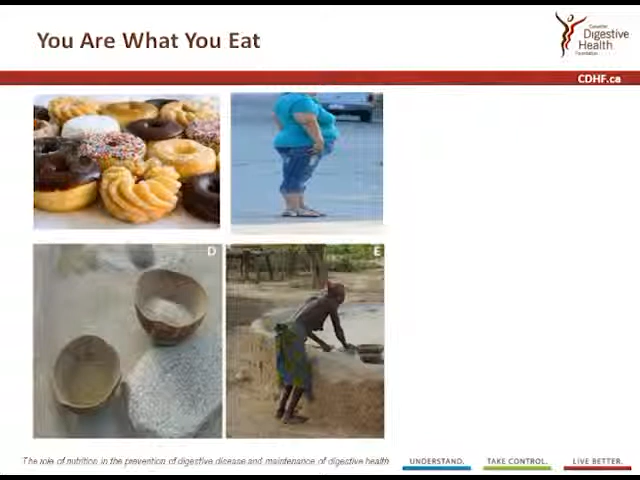 You Are What You Eat
Canadian
Digestive
Health
Foundation
CDHF.ca
D
E
The role of nutrition in the prevention of digestive disease and maintenance of digestive health
UNDERSTAND.
TAKE CONTROL.
LIVE BETTER.